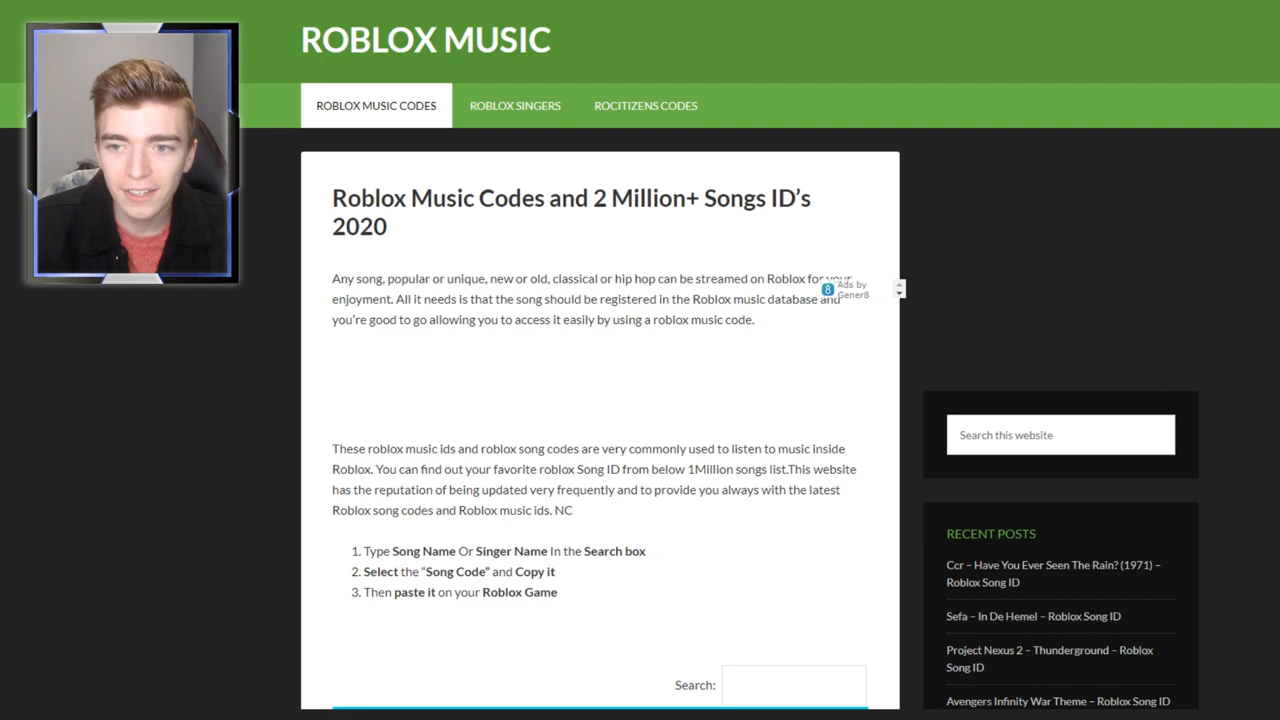 ROBLOX MUSIC
ROBLOX MUSIC CODES
ROBLOX SINGERS
ROCITIZENS CODES
Roblox Music Codes and 2 Million+ Songs ID’s
2020
Any song, popular or unique, new or old, classical or hip hop can be streamed on Roblox for your
enjoyment. All it needs is that the song should be registered in the Roblox music database and
you’re good to go allowing you to access it easily by using a roblox music code.
8 Ads by
Gener8
These roblox music ids and roblox song codes are very commonly used to listen to music inside
Roblox. You can find out your favorite roblox Song ID from below 1Million songs list.This website
has the reputation of being updated very frequently and to provide you always with the latest
Roblox song codes and Roblox music ids. NC
1. Type Song Name Or Singer Name In the Search box
2. Select the “Song Code” and Copy it
3. Then paste it on your Roblox Game
Search:
Search this website
RECENT POSTS
Ccr – Have You Ever Seen The Rain? (1971) –
Roblox Song ID
Sefa – In De Hemel – Roblox Song ID
Project Nexus 2 – Thunderground – Roblox
Song ID
Avengers Infinity War Theme – Roblox Song ID